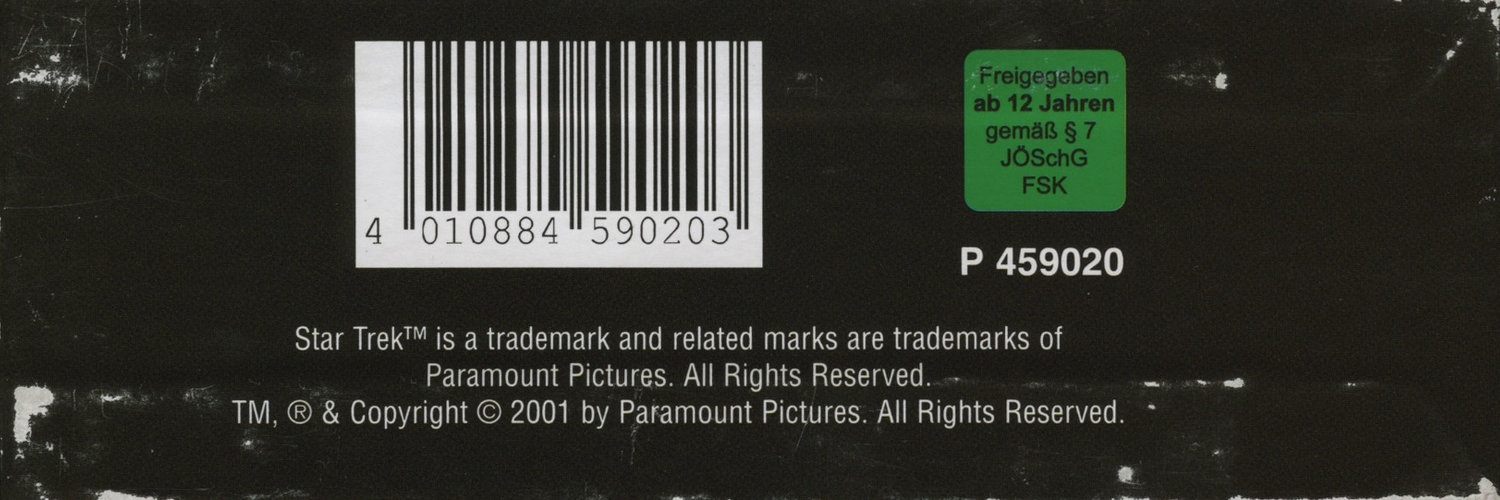 4 010884 590203
Freigegeben
ab 12 Jahren
gemäß § 7
JÖSchG
FSK
P 459020
Star Trek™ is a trademark and related marks are trademarks of
Paramount Pictures. All Rights Reserved.
TM, ® & Copyright © 2001 by Paramount Pictures. All Rights Reserved.